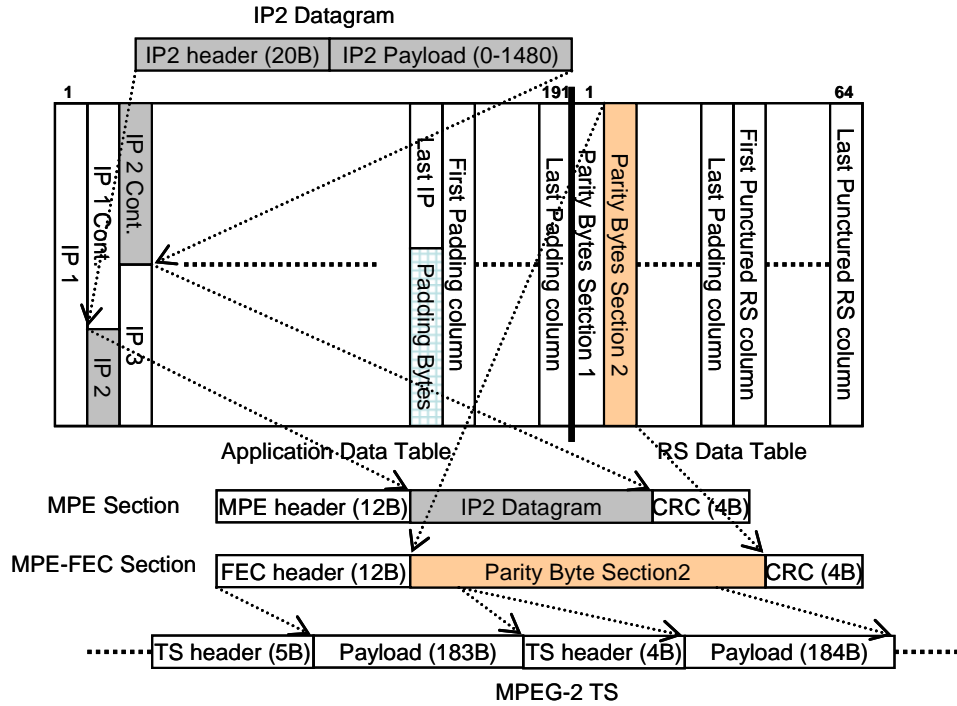 IP2 Datagram
IP2 header (20B)
IP2 Payload (0-1480)
1
191
1
64
IP 1
IP 1 Cont.
IP 2
IP 2 Cont.
IP 3
Last IP
Padding Bytes
First Padding column
Last Padding column
Parity Bytes Setction 1
Parity Bytes Section 2
Last Padding column
First Punctured RS column
Last Punctured RS column
Application Data Table
RS Data Table
MPE Section
MPE header (12B)
IP2 Datagram
CRC (4B)
MPE-FEC Section
FEC header (12B)
Parity Byte Section2
CRC (4B)
TS header (5B)
Payload (183B)
TS header (4B)
Payload (184B)
MPEG-2 TS